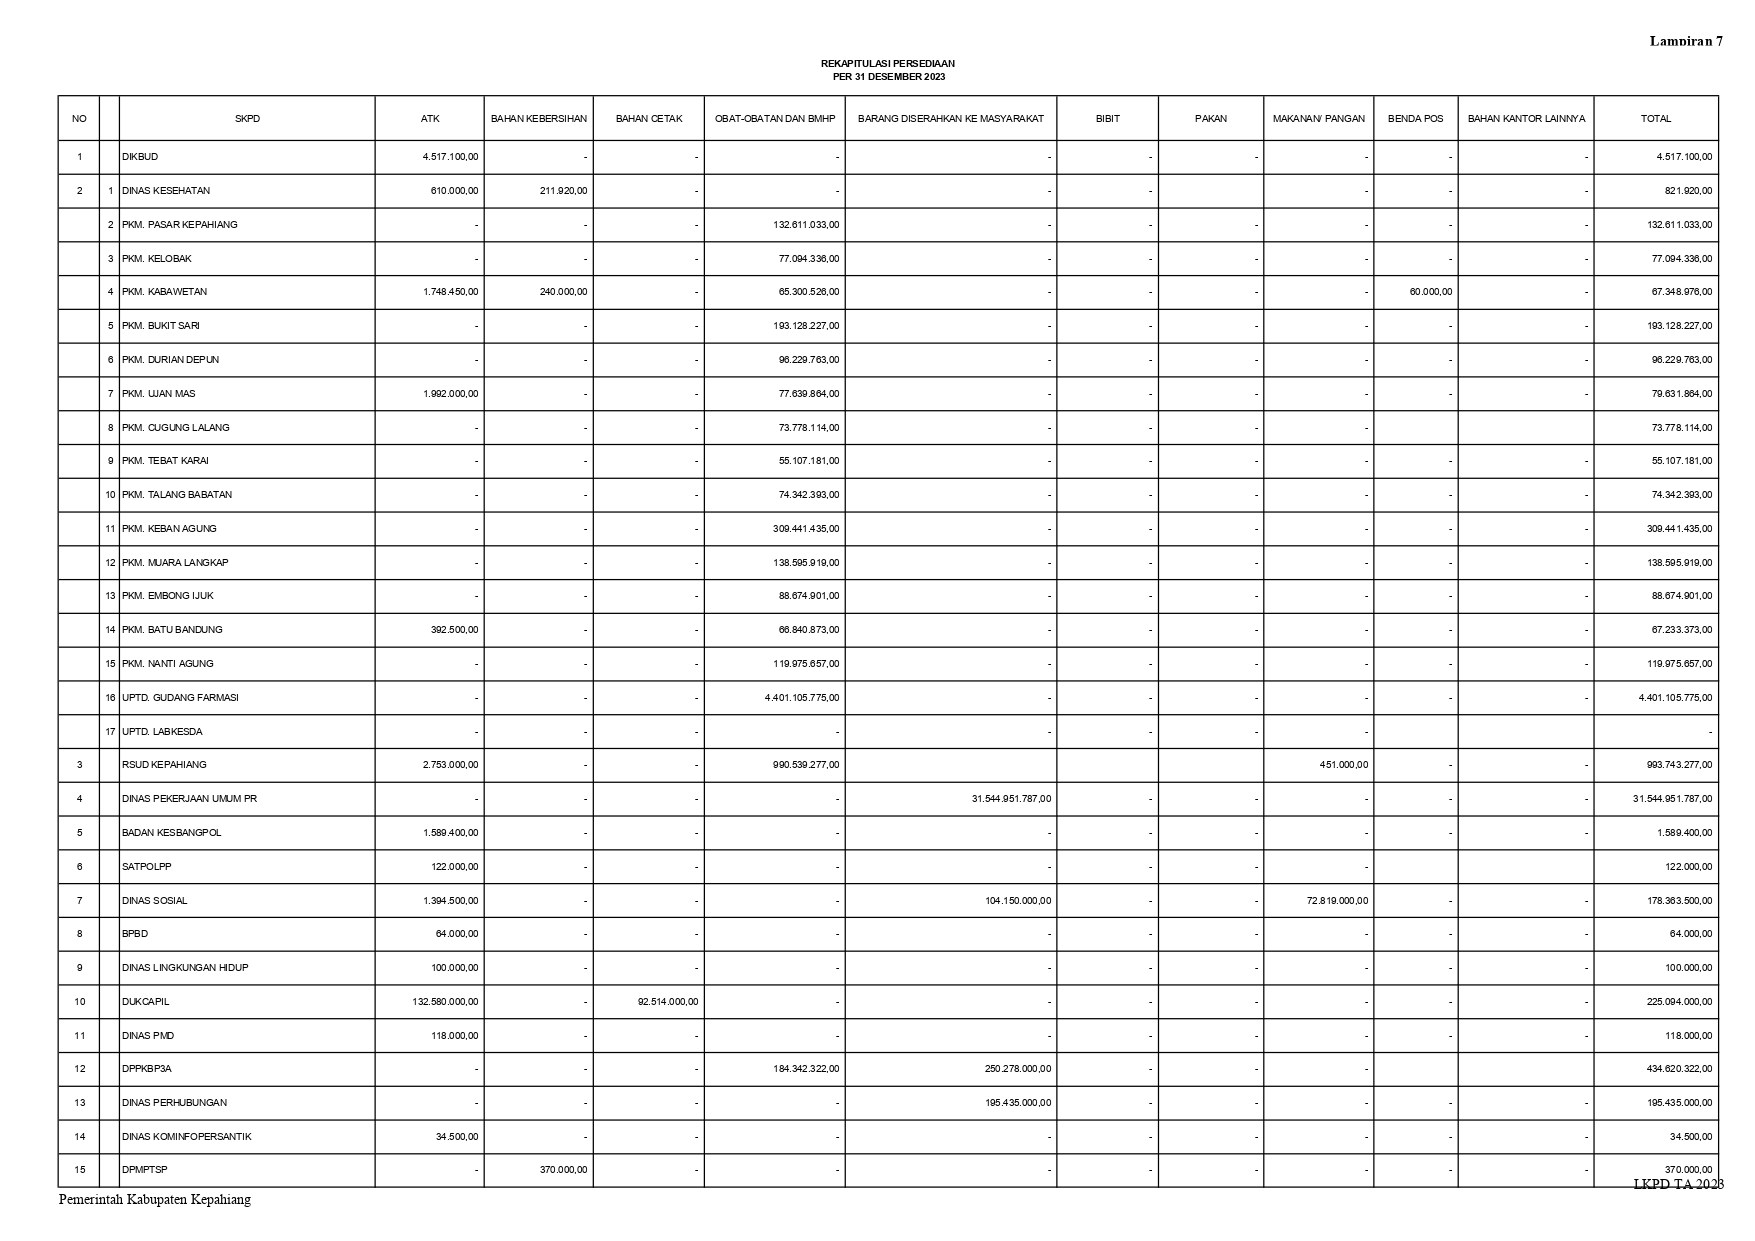 Lampiran 7
REKAPITULASI PERSEDIAAN
PER 31 DESEMBER 2023
NO SKPD ATK BAHAN KEBERSIHAN BAHAN CETAK OBAT-OBATAN DAN BMHP BARANG DISERAHKAN KE MASYARAKAT BIBIT PAKAN MAKANAN/ PANGAN BENDA POS BAHAN KANTOR LAINNYA TOTAL
1 DIKBUD 4.517.100,00 - - - - - - - - - 4.517.100,00
2 1 DINAS KESEHATAN 610.000,00 211.920,00 - - - - - - - 821.920,00
2 PKM. PASAR KEPAHIANG - - - 132.611.033,00 - - - - - - 132.611.033,00
3 PKM. KELOBAK - - - 77.094.336,00 - - - - - - 77.094.336,00
4 PKM. KABAWETAN 1.748.450,00 240.000,00 - 65.300.526,00 - - - - 60.000,00 - 67.348.976,00
5 PKM. BUKIT SARI - - - 193.128.227,00 - - - - - - 193.128.227,00
6 PKM. DURIAN DEPUN - - - 96.229.763,00 - - - - - - 96.229.763,00
7 PKM. UJAN MAS 1.992.000,00 - - 77.639.864,00 - - - - - - 79.631.864,00
8 PKM. CUGUNG LALANG - - - 73.778.114,00 - - - - 73.778.114,00
9 PKM. TEBAT KARAI - - - 55.107.181,00 - - - - - - 55.107.181,00
10 PKM. TALANG BABATAN - - - 74.342.393,00 - - - - - - 74.342.393,00
11 PKM. KEBAN AGUNG - - - 309.441.435,00 - - - - - - 309.441.435,00
12 PKM. MUARA LANGKAP - - - 138.595.919,00 - - - - - - 138.595.919,00
13 PKM. EMBONG IJUK - - - 88.674.901,00 - - - - - - 88.674.901,00
14 PKM. BATU BANDUNG 392.500,00 - - 66.840.873,00 - - - - - - 67.233.373,00
15 PKM. NANTI AGUNG - - - 119.975.657,00 - - - - - - 119.975.657,00
16 UPTD. GUDANG FARMASI - - - 4.401.105.775,00 - - - - - - 4.401.105.775,00
17 UPTD. LABKESDA - - - - - - - - -
3 RSUD KEPAHIANG 2.753.000,00 - - 990.539.277,00 451.000,00 - - 993.743.277,00
4 DINAS PEKERJAAN UMUM PR - - - - 31.544.951.787,00 - - - - - 31.544.951.787,00
5 BADAN KESBANGPOL 1.589.400,00 - - - - - - - - - 1.589.400,00
6 SATPOLPP 122.000,00 - - - - - - - 122.000,00
7 DINAS SOSIAL 1.394.500,00 - - - 104.150.000,00 - - 72.819.000,00 - - 178.363.500,00
8 BPBD 64.000,00 - - - - - - - - - 64.000,00
9 DINAS LINGKUNGAN HIDUP 100.000,00 - - - - - - - - - 100.000,00
10 DUKCAPIL 132.580.000,00 - 92.514.000,00 - - - - - - - 225.094.000,00
11 DINAS PMD 118.000,00 - - - - - - - - - 118.000,00
12 DPPKBP3A - - - 184.342.322,00 250.278.000,00 - - - - 434.620.322,00
13 DINAS PERHUBUNGAN - - - - 195.435.000,00 - - - - - 195.435.000,00
14 DINAS KOMINFOPERSANTIK 34.500,00 - - - - - - - - - 34.500,00
15 DPMPTSP - 370.000,00 - - - - - - - - 370.000,00
LKPD TA 2023
Pemerintah Kabupaten Kepahiang